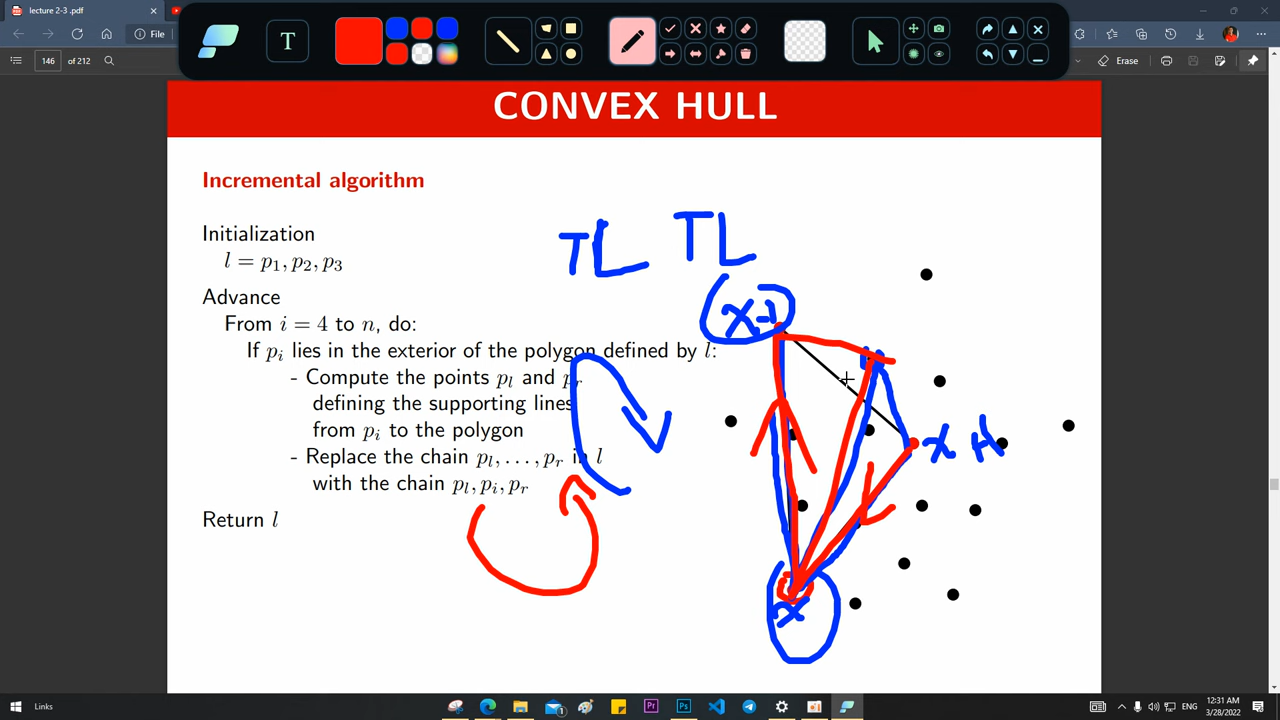 lecture 2-3 .pdf
File
T
146 of 212
Erase
CONVEX HULL
Incremental algorithm
Initialization
l = p₁, p₂, p₃
Advance
From i = 4 to n, do:
If pᵢ lies in the exterior of the polygon defined by l:
- Compute the points pₗ and pᵣ
defining the supporting lines
from pᵢ to the polygon
- Replace the chain pₗ, . . . , pᵣ in l
with the chain pₗ, pᵢ, pᵣ
Return l
TL TL
x-1
x
Links
Pr
Ps
ENG
12:31 AM
3/28/2022